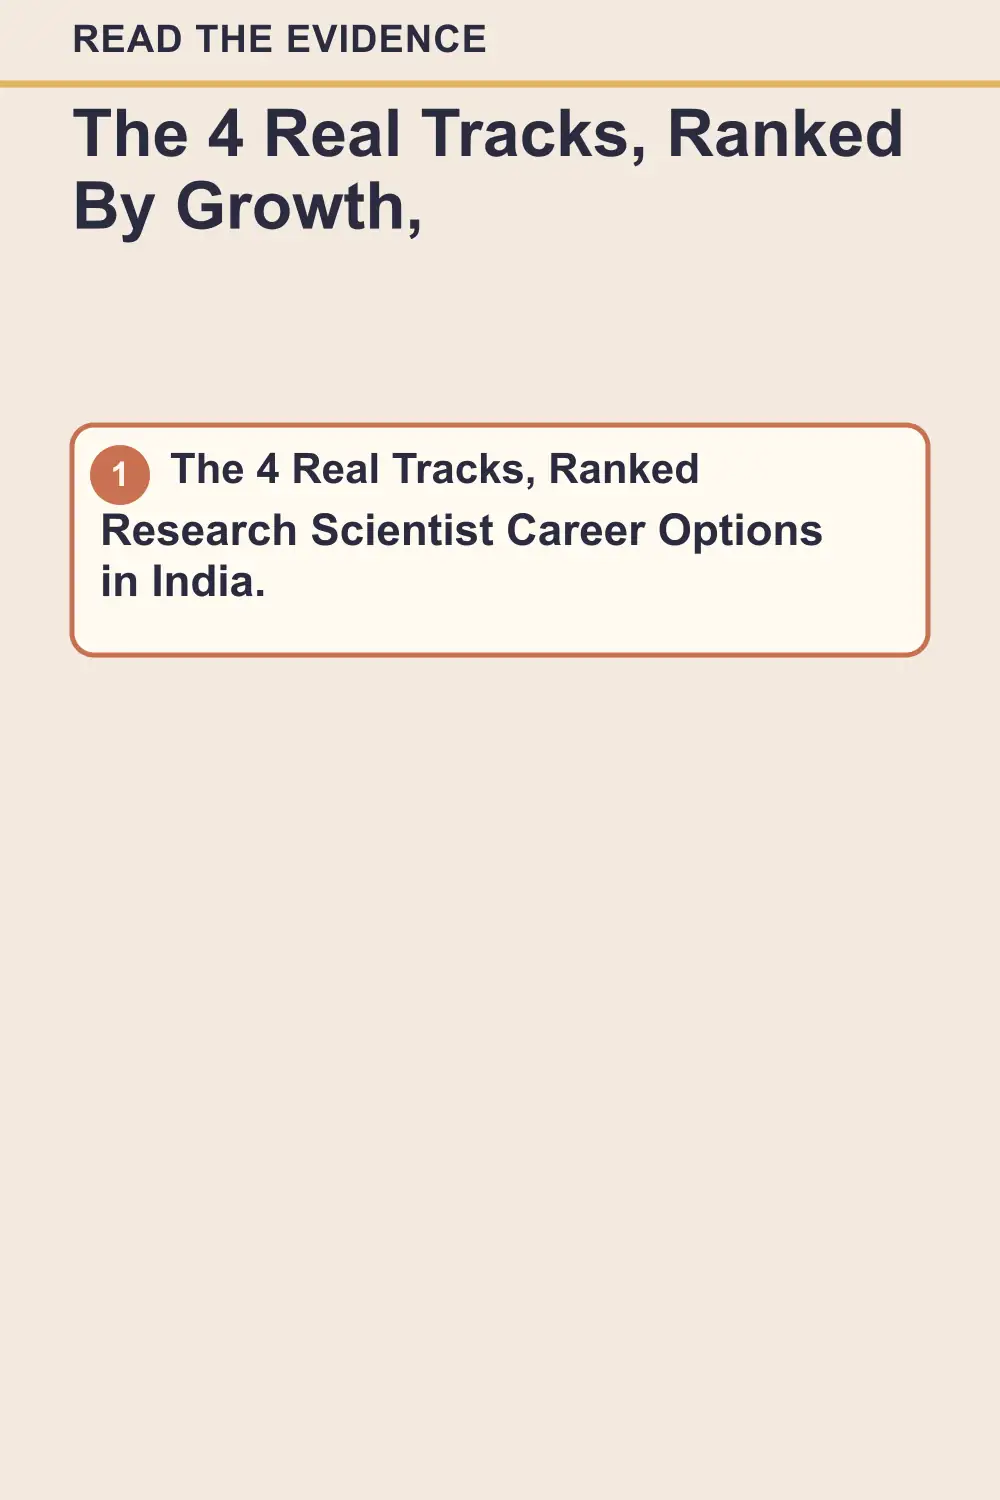 READ THE EVIDENCE
The 4 Real Tracks, Ranked
By Growth,
1 The 4 Real Tracks, Ranked
Research Scientist Career Options
in India.